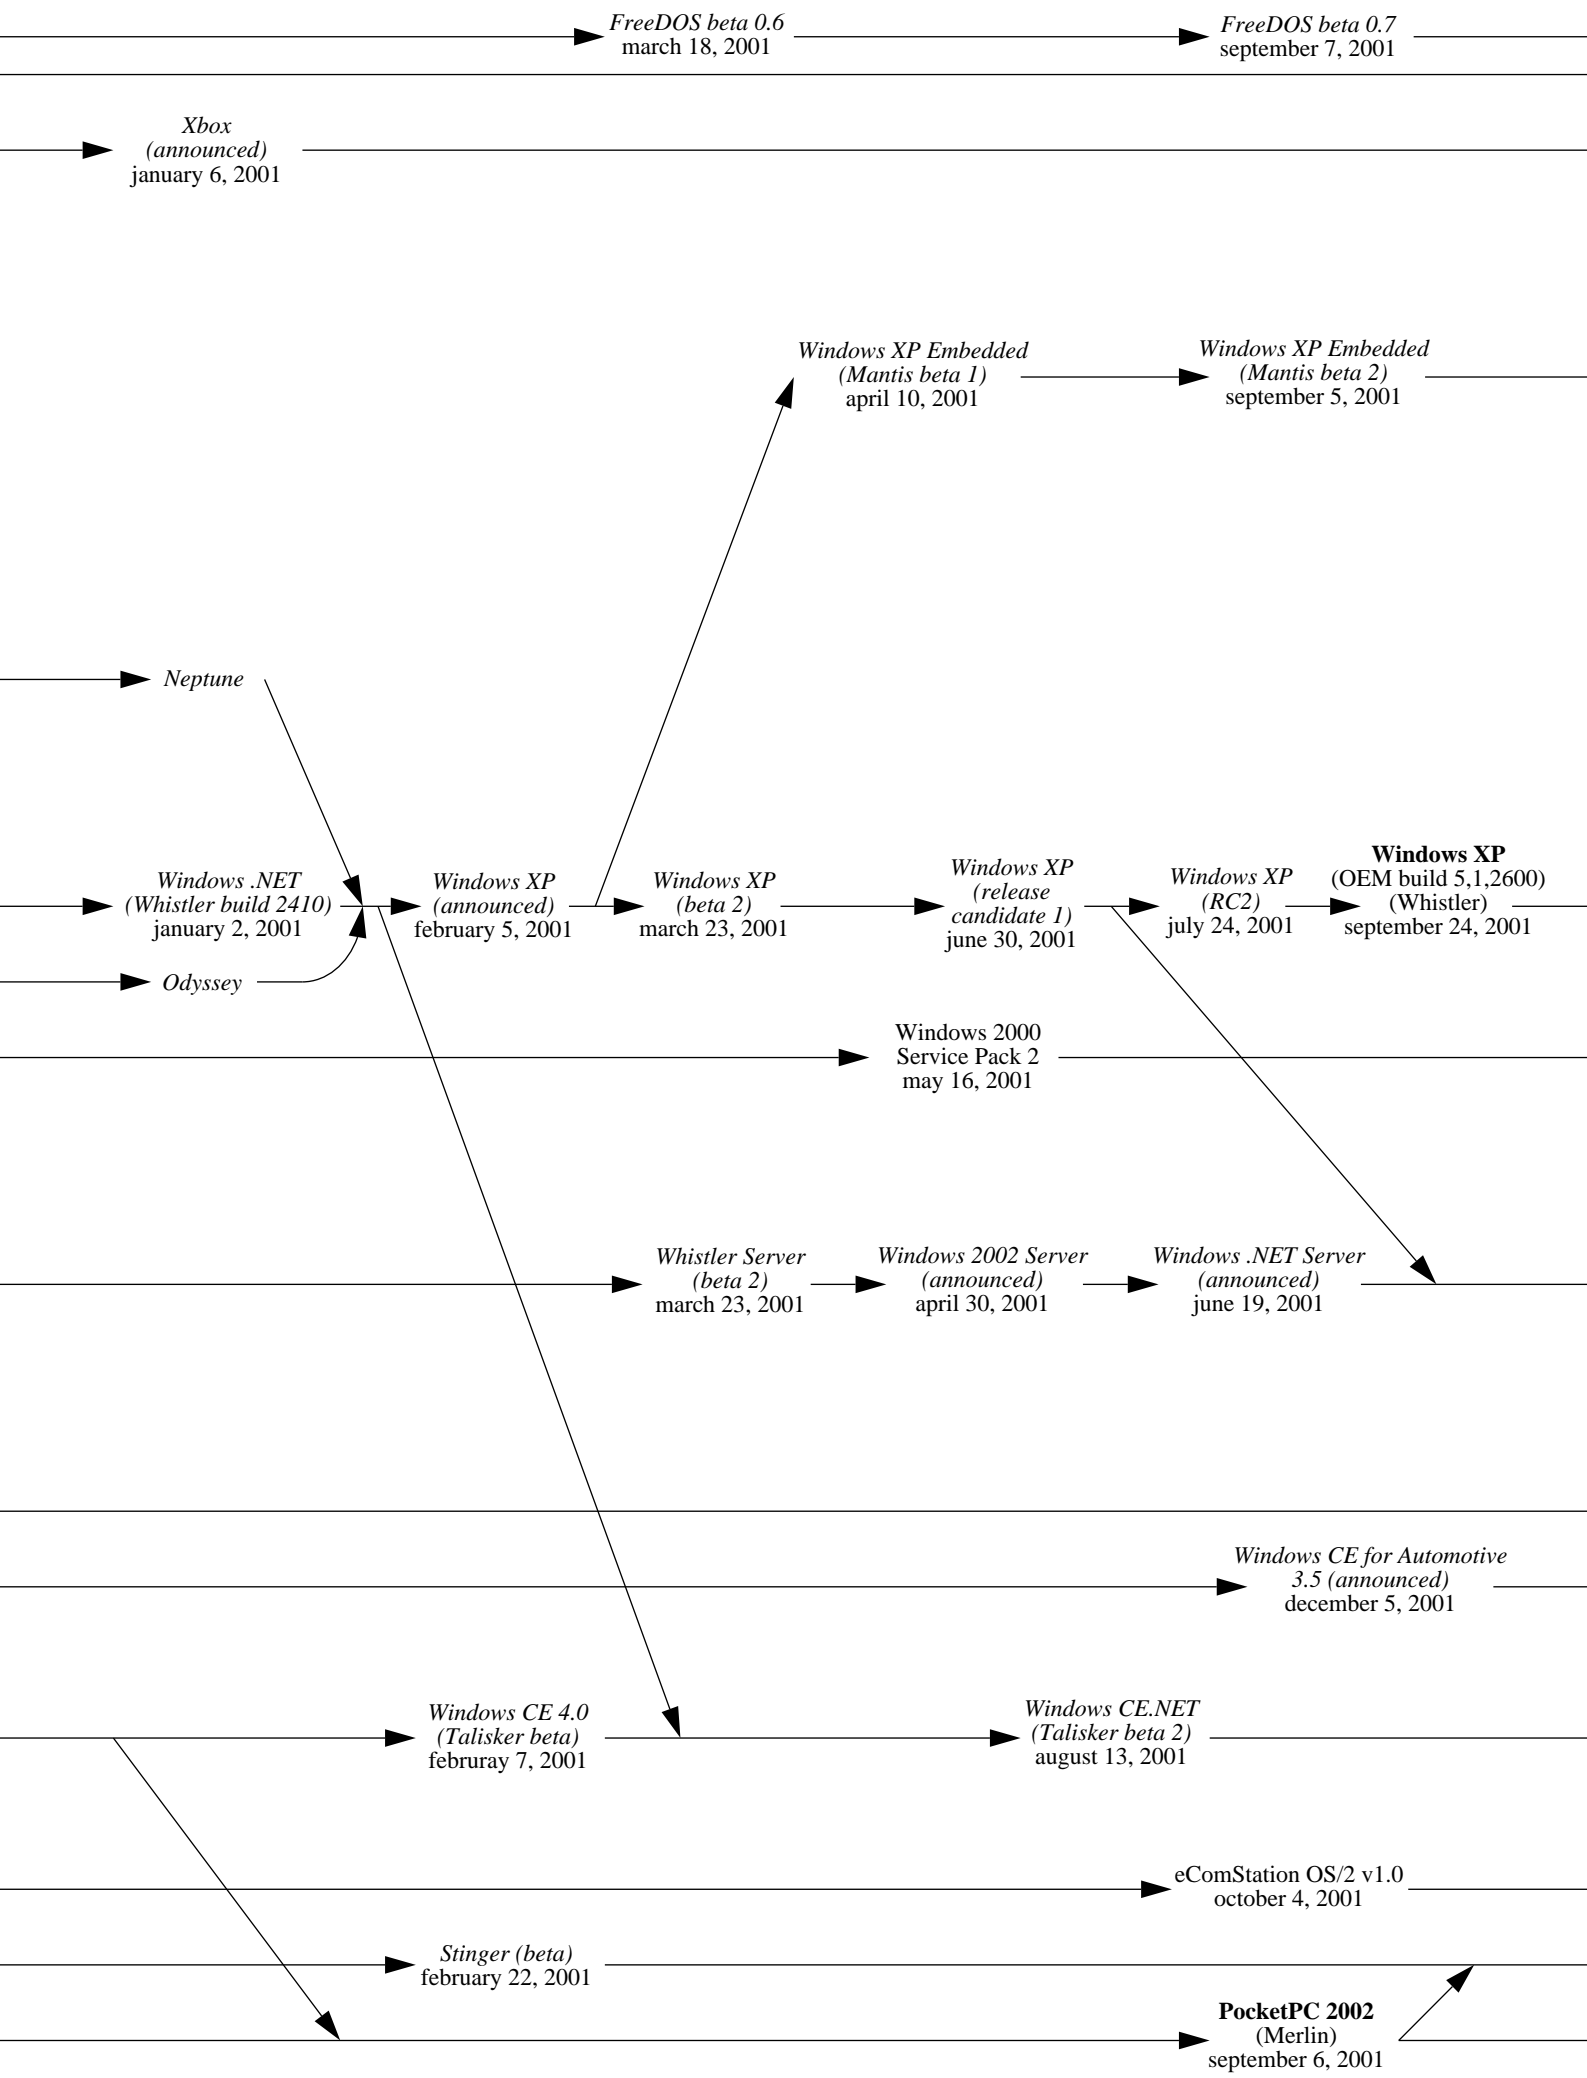 FreeDOS beta 0.6
march 18, 2001
FreeDOS beta 0.7
september 7, 2001
Xbox
(announced)
january 6, 2001
Windows XP Embedded
(Mantis beta 1)
april 10, 2001
Windows XP Embedded
(Mantis beta 2)
september 5, 2001
Neptune
Windows .NET
(Whistler build 2410)
january 2, 2001
Windows XP
(announced)
february 5, 2001
Windows XP
(beta 2)
march 23, 2001
Windows XP
(release
candidate 1)
june 30, 2001
Windows XP
(RC2)
july 24, 2001
Windows XP
(OEM build 5,1,2600)
(Whistler)
september 24, 2001
Odyssey
Windows 2000
Service Pack 2
may 16, 2001
Whistler Server
(beta 2)
march 23, 2001
Windows 2002 Server
(announced)
april 30, 2001
Windows .NET Server
(announced)
june 19, 2001
Windows CE for Automotive
3.5 (announced)
december 5, 2001
Windows CE 4.0
(Talisker beta)
februray 7, 2001
Windows CE.NET
(Talisker beta 2)
august 13, 2001
eComStation OS/2 v1.0
october 4, 2001
Stinger (beta)
february 22, 2001
PocketPC 2002
(Merlin)
september 6, 2001